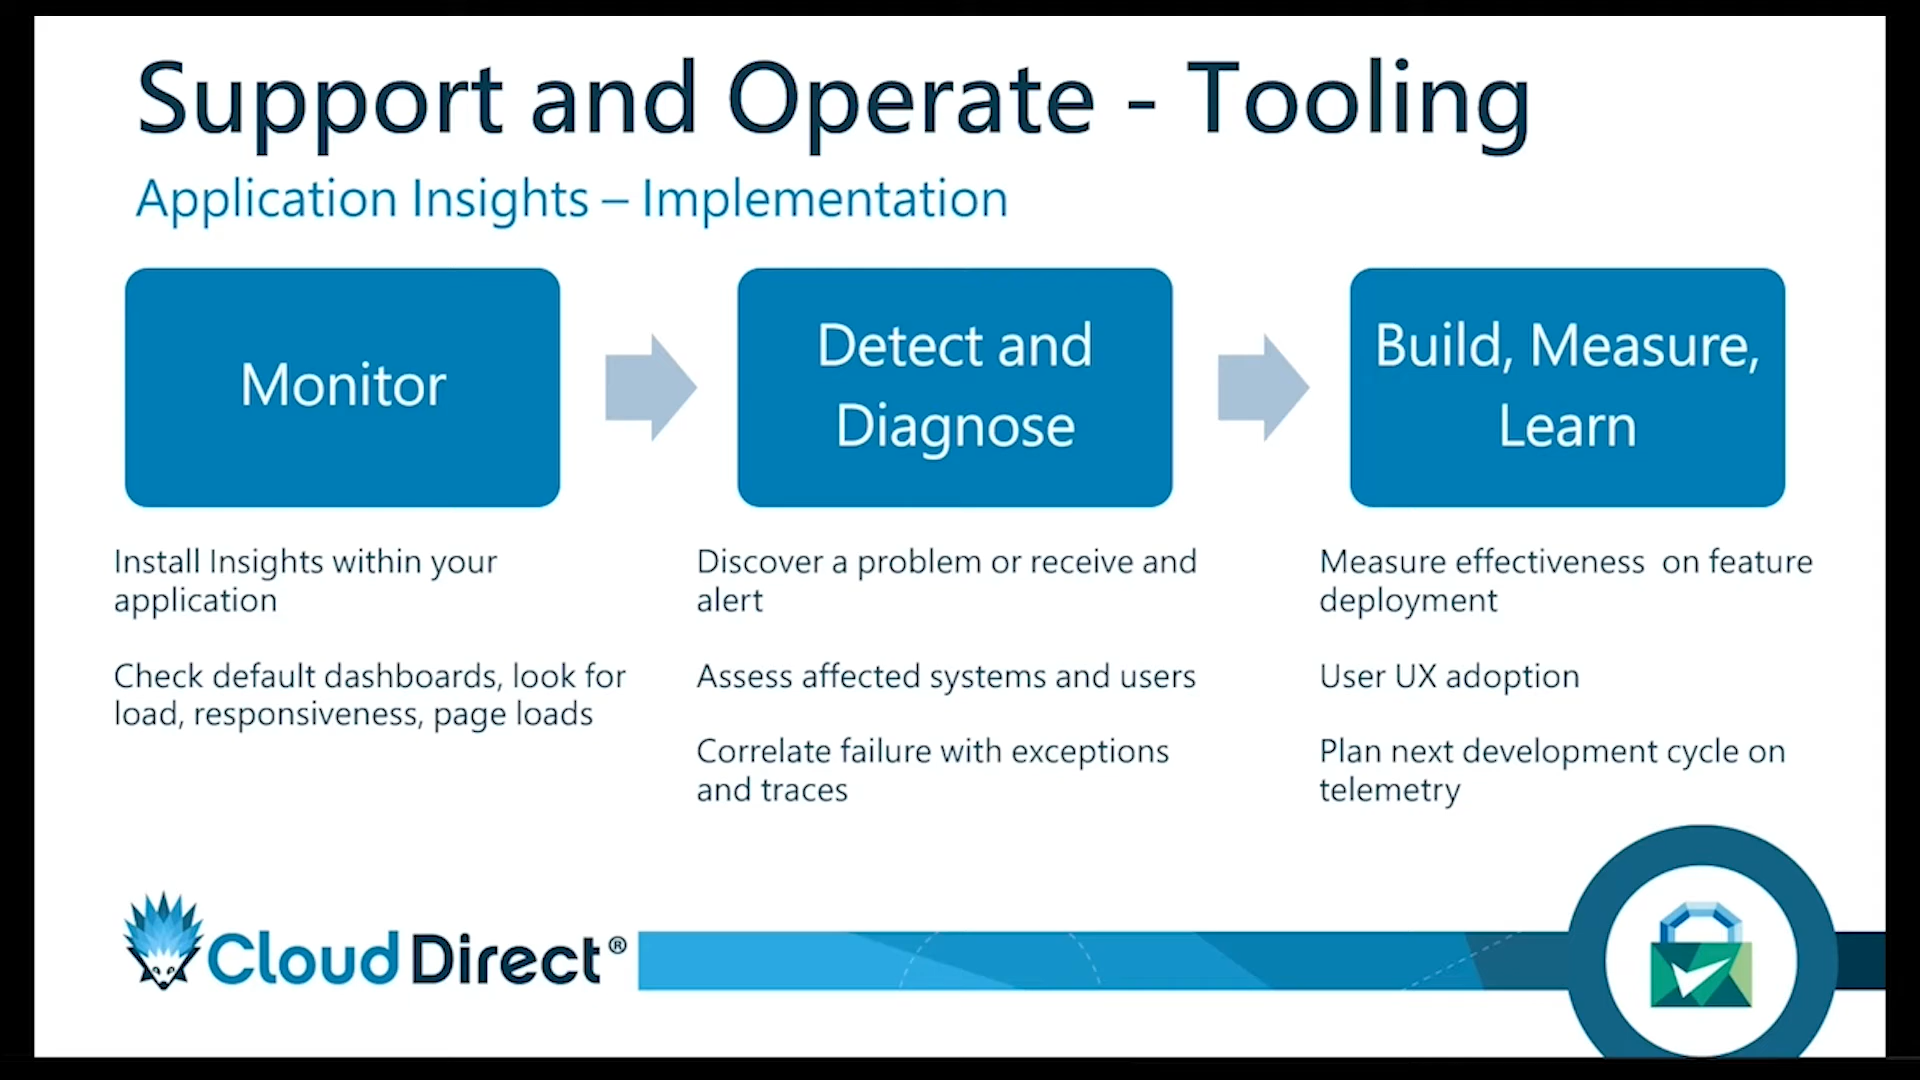 Support and Operate - Tooling
Application Insights – Implementation
Monitor
Detect and
Diagnose
Build, Measure,
Learn
Install Insights within your
application
Check default dashboards, look for
load, responsiveness, page loads
Discover a problem or receive and
alert
Assess affected systems and users
Correlate failure with exceptions
and traces
Measure effectiveness  on feature
deployment
User UX adoption
Plan next development cycle on
telemetry
Cloud Direct®